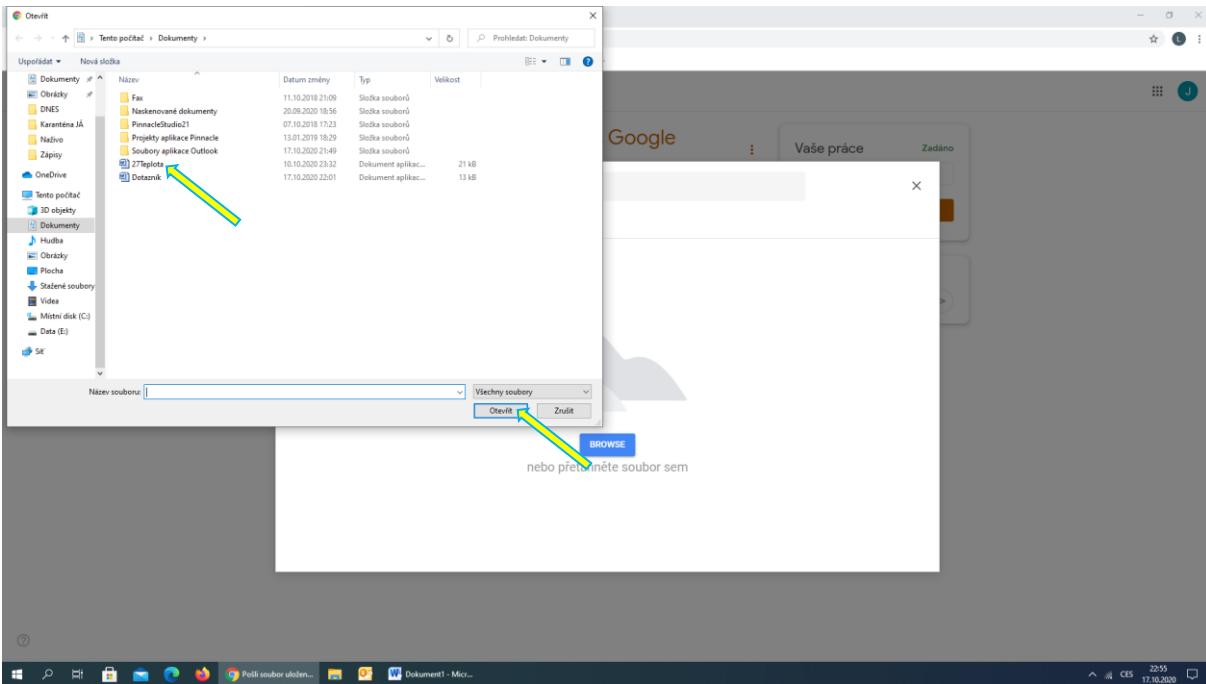 Otevřít
Tento počítač › Dokumenty ›
Prohledat: Dokumenty
Uspořádat
Nová složka
Dokumenty
Obrázky
DNES
Karanténa JÁ
Naživo
Zápisy
OneDrive
Tento počítač
3D objekty
Dokumenty
Hudba
Obrázky
Plocha
Stažené soubory
Videa
Místní disk (C:)
Data (E:)
Síť
Název Datum změny Typ Velikost
Fax 11.10.2018 21:09 Složka souborů
Naskenované dokumenty 20.09.2020 18:56 Složka souborů
PinnacleStudio21 07.10.2018 17:23 Složka souborů
Projekty aplikace Pinnacle 13.01.2019 18:29 Složka souborů
Soubory aplikace Outlook 17.10.2020 21:49 Složka souborů
27Teplota 10.10.2020 23:32 Dokument aplikac... 21 kB
Dotazník 17.10.2020 22:01 Dokument aplikac... 13 kB
Název souboru:
Všechny soubory
Otevřít
Zrušit
L
J
Google
Vaše práce
Zadáno
BROWSE
nebo přetáhněte soubor sem
Pošli soubor uložen...
Dokument1 - Micr...
CES
22:55
17.10.2020